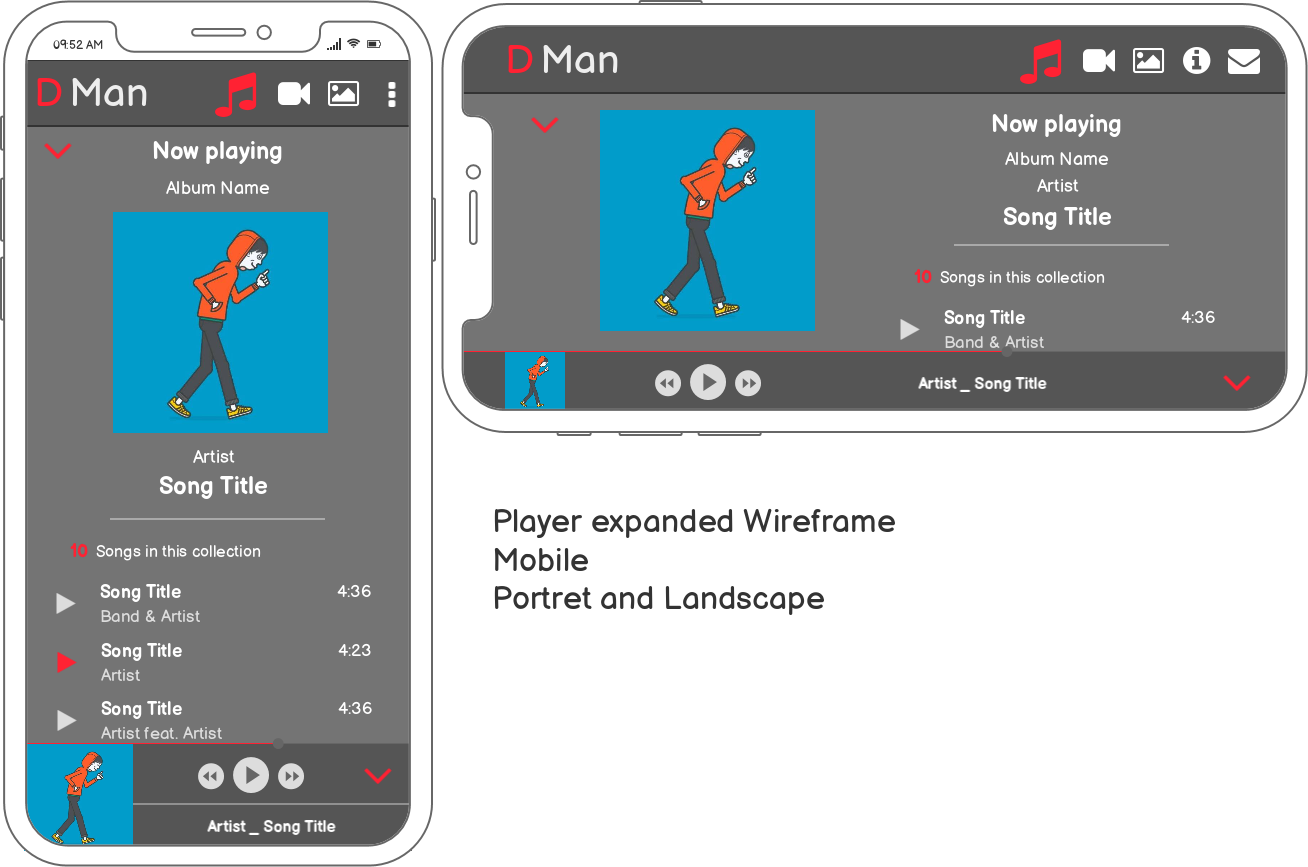 09:52 AM
D Man
Now playing
Album Name
Artist
Song Title
10 Songs in this collection
Song Title 4:36
Band & Artist
Song Title 4:23
Artist
Song Title 4:36
Artist feat. Artist
Artist _ Song Title
D Man
Now playing
Album Name
Artist
Song Title
10 Songs in this collection
Song Title 4:36
Band & Artist
Artist _ Song Title
Player expanded Wireframe
Mobile
Portret and Landscape